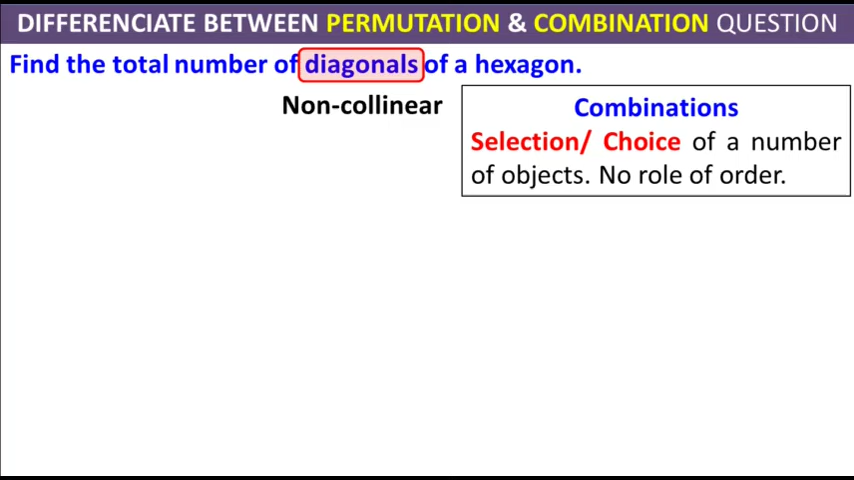 DIFFERENCIATE BETWEEN PERMUTATION & COMBINATION QUESTION
Find the total number of diagonals of a hexagon.
Non-collinear
Combinations
Selection/ Choice of a number
of objects. No role of order.